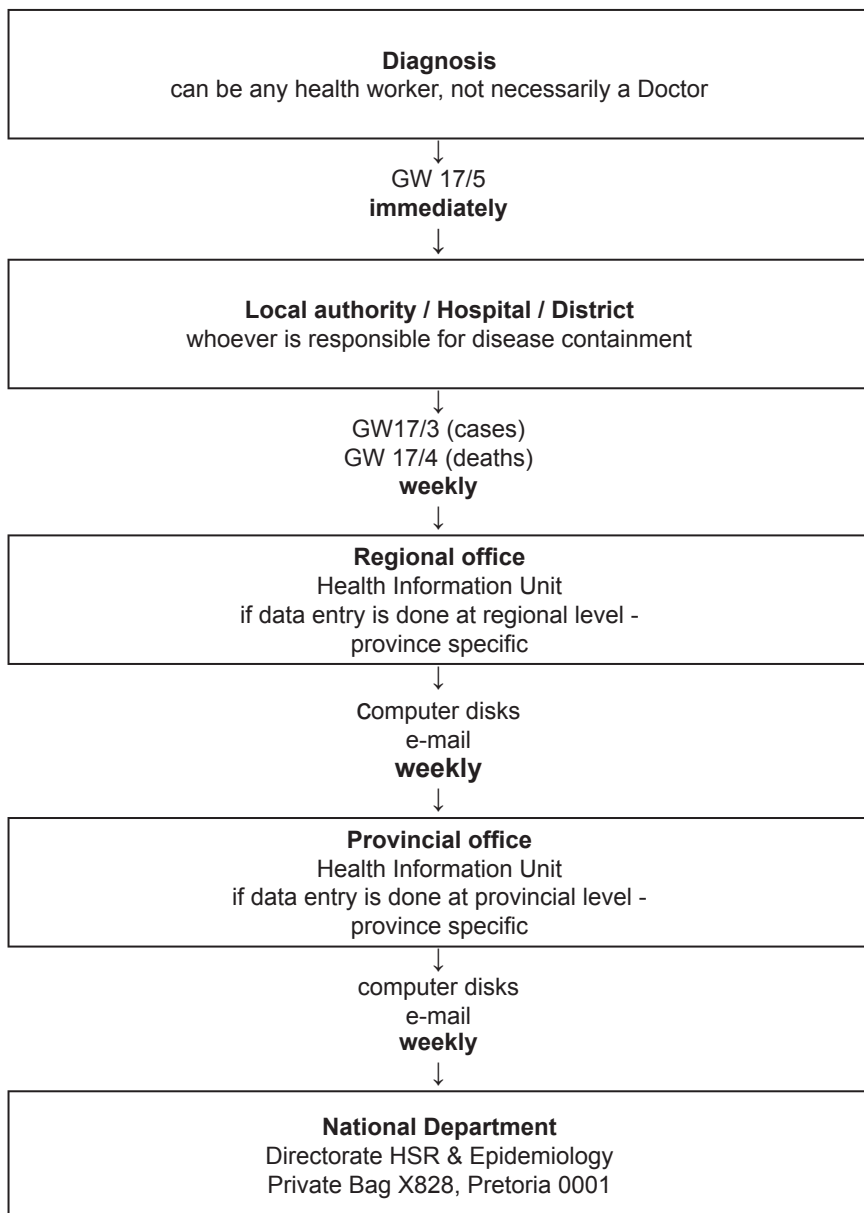 Diagnosis
can be any health worker, not necessarily a Doctor
↓
GW 17/5
immediately
↓
Local authority / Hospital / District
whoever is responsible for disease containment
↓
GW17/3 (cases)
GW 17/4 (deaths)
weekly
↓
Regional office
Health Information Unit
if data entry is done at regional level -
province specific
↓
Computer disks
e-mail
weekly
↓
Provincial office
Health Information Unit
if data entry is done at provincial level -
province specific
↓
computer disks
e-mail
weekly
↓
National Department
Directorate HSR & Epidemiology
Private Bag X828, Pretoria 0001